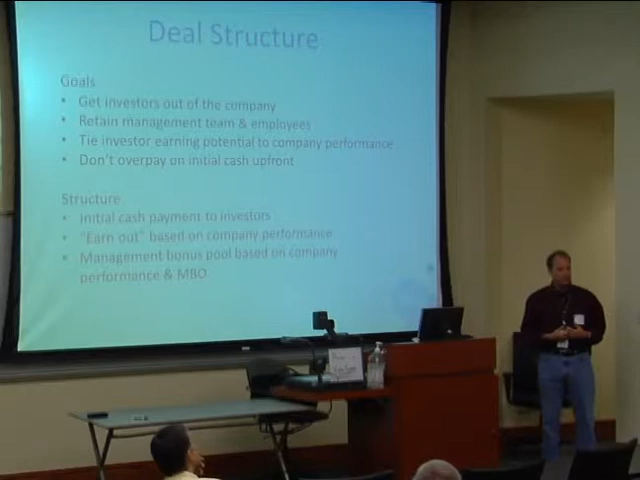 Deal Structure
Goals
• Get investors out of the company
• Retain management team & employees
• Tie investor earning potential to company performance
• Don't overpay on initial cash upfront
Structure
• Initial cash payment to investors
• "Earn out" based on company performance
• Management bonus pool based on company
performance & MBO